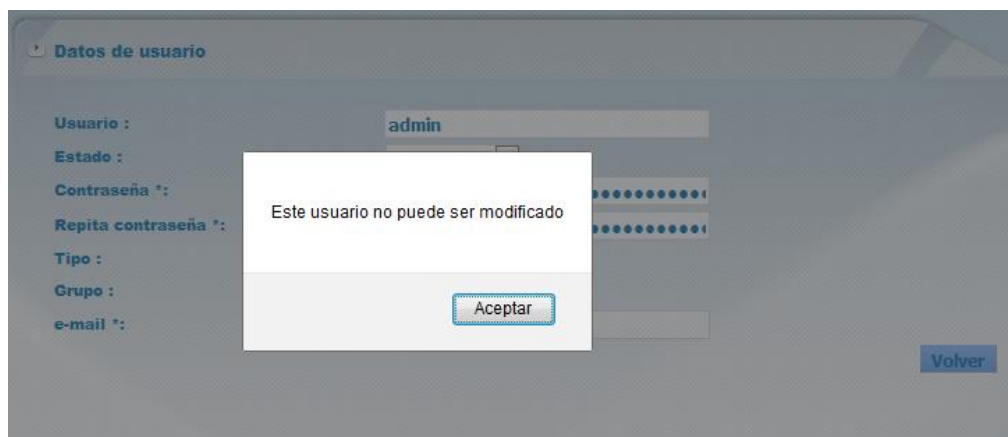 Datos de usuario
Usuario : admin
Estado :
Contraseña *:
Repita contraseña *:
Tipo :
Grupo :
e-mail *:
Este usuario no puede ser modificado
Aceptar
Volver